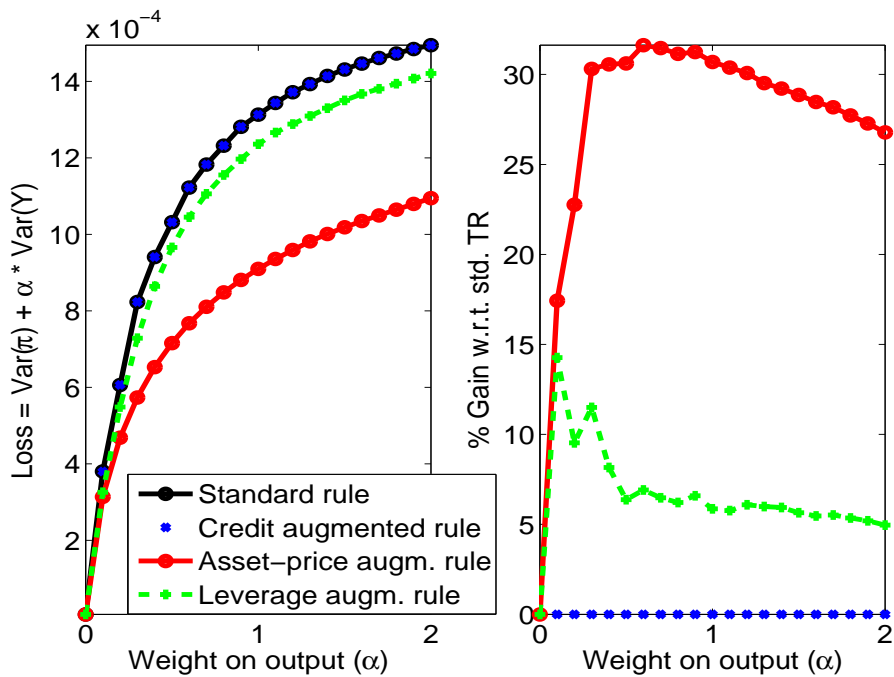 x 10⁻⁴
14
12
10
8
6
4
2
0
1
2
Loss = Var(π) + α * Var(Y)
Weight on output (α)
Standard rule
Credit augmented rule
Asset−price augm. rule
Leverage augm. rule
30
25
20
15
10
5
0
0
1
2
% Gain w.r.t. std. TR
Weight on output (α)